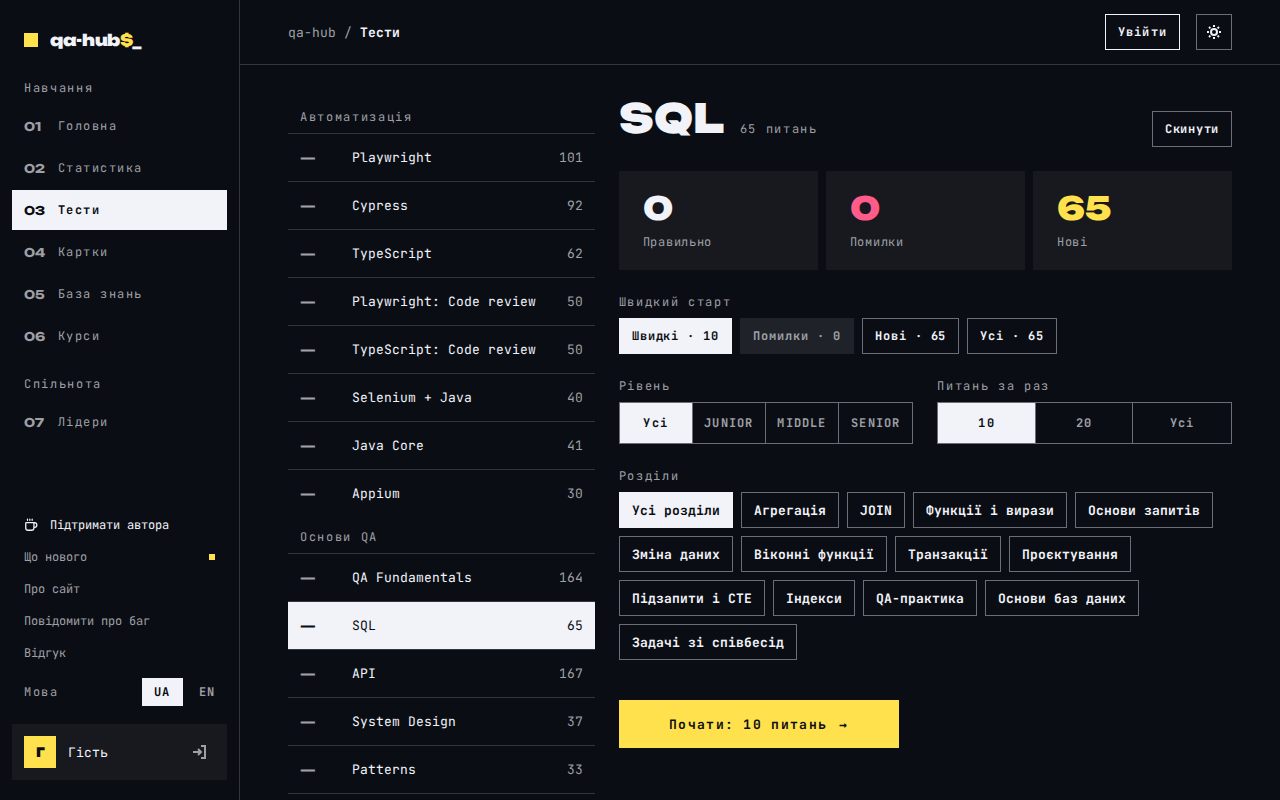 qa-hub$_
Навчання
01 Головна
02 Статистика
03 Тести
04 Картки
05 База знань
06 Курси
Спільнота
07 Лідери
Підтримати автора
Що нового
Про сайт
Повідомити про баг
Відгук
Мова UA EN
Г Гість
qa-hub / Тести
Увійти
Автоматизація
— Playwright 101
— Cypress 92
— TypeScript 62
— Playwright: Code review 50
— TypeScript: Code review 50
— Selenium + Java 40
— Java Core 41
— Appium 30
Основи QA
— QA Fundamentals 164
— SQL 65
— API 167
— System Design 37
— Patterns 33
SQL 65 питань
Скинути
0 0 65
Правильно Помилки Нові
Швидкий старт
Швидкі · 10 Помилки · 0 Нові · 65 Усі · 65
Рівень Питань за раз
Усі JUNIOR MIDDLE SENIOR 10 20 Усі
Розділи
Усі розділи Агрегація JOIN Функції і вирази Основи запитів
Зміна даних Віконні функції Транзакції Проєктування
Підзапити і CTE Індекси QA-практика Основи баз даних
Задачі зі співбесід
Почати: 10 питань →